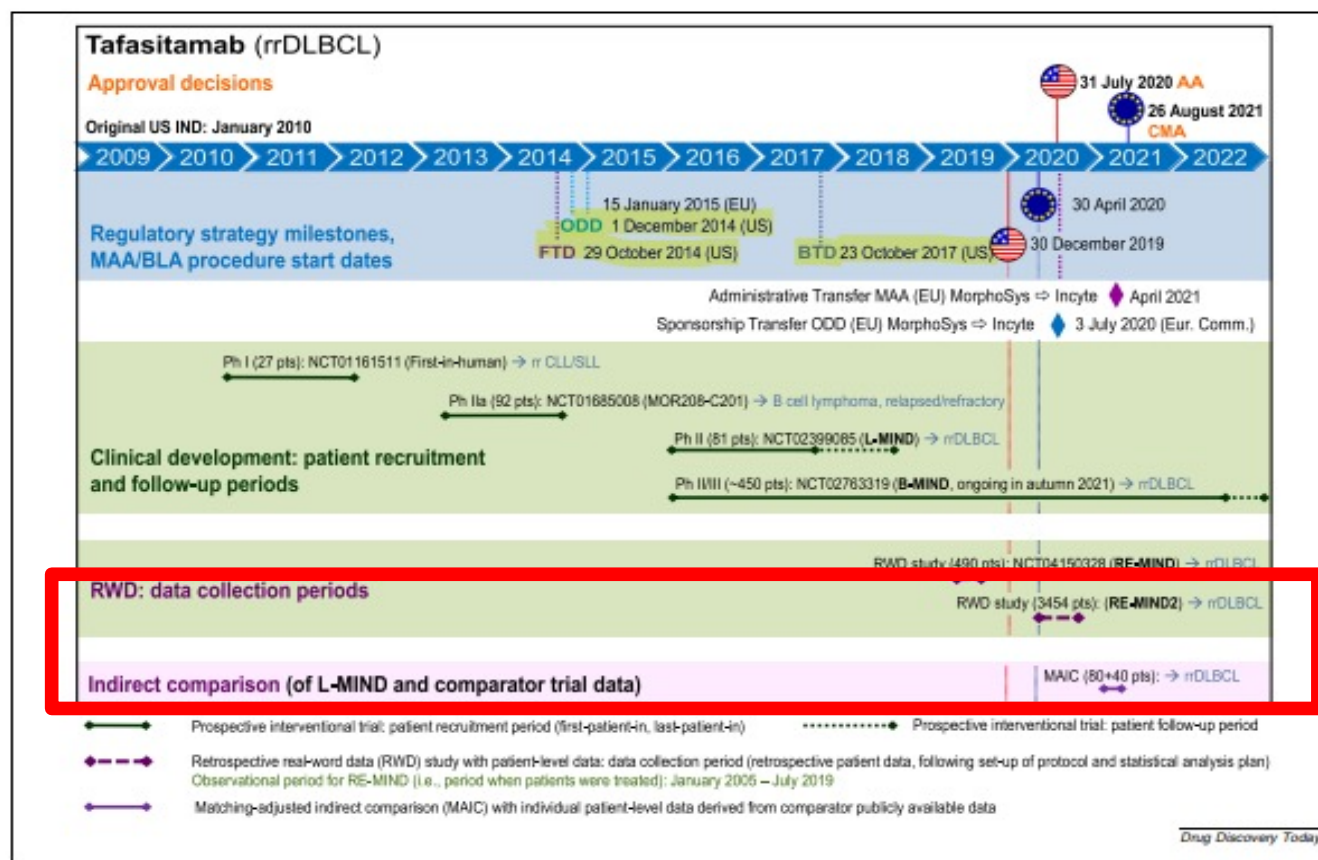 Tafasitamab (rrDLBCL)
Approval decisions
31 July 2020 AA
26 August 2021
CMA
Original US IND: January 2010
2009 2010 2011 2012 2013 2014 2015 2016 2017 2018 2019 2020 2021 2022
15 January 2015 (EU)
30 April 2020
ODD 1 December 2014 (US)
Regulatory strategy milestones,
MAA/BLA procedure start dates
FTD 29 October 2014 (US)
BTD 23 October 2017 (US)
30 December 2019
Administrative Transfer MAA (EU) MorphoSys ⇨ Incyte April 2021
Sponsorship Transfer ODD (EU) MorphoSys ⇨ Incyte 3 July 2020 (Eur. Comm.)
Ph I (27 pts): NCT01161511 (First-in-human) → rr CLL/SLL
Ph IIa (92 pts): NCT01685008 (MOR208-C201) → B cell lymphoma, relapsed/refractory
Ph II (81 pts): NCT02399085 (L-MIND) → rrDLBCL
Clinical development: patient recruitment
and follow-up periods
Ph II/III (~450 pts): NCT02763319 (B-MIND, ongoing in autumn 2021) → rrDLBCL
RWD study (490 pts): NCT04150328 (RE-MIND) → rrDLBCL
RWD: data collection periods
RWD study (3454 pts): (RE-MIND2) → rrDLBCL
Indirect comparison (of L-MIND and comparator trial data)
MAIC (80+40 pts): → rrDLBCL
Prospective interventional trial: patient recruitment period (first-patient-in, last-patient-in)
Prospective interventional trial: patient follow-up period
Retrospective real-word data (RWD) study with patient-level data: data collection period (retrospective patient data, following set-up of protocol and statistical analysis plan)
Observational period for RE-MIND (i.e., period when patients were treated): January 2005 – July 2019
Matching-adjusted indirect comparison (MAIC) with individual patient-level data derived from comparator publicly available data
Drug Discovery Today